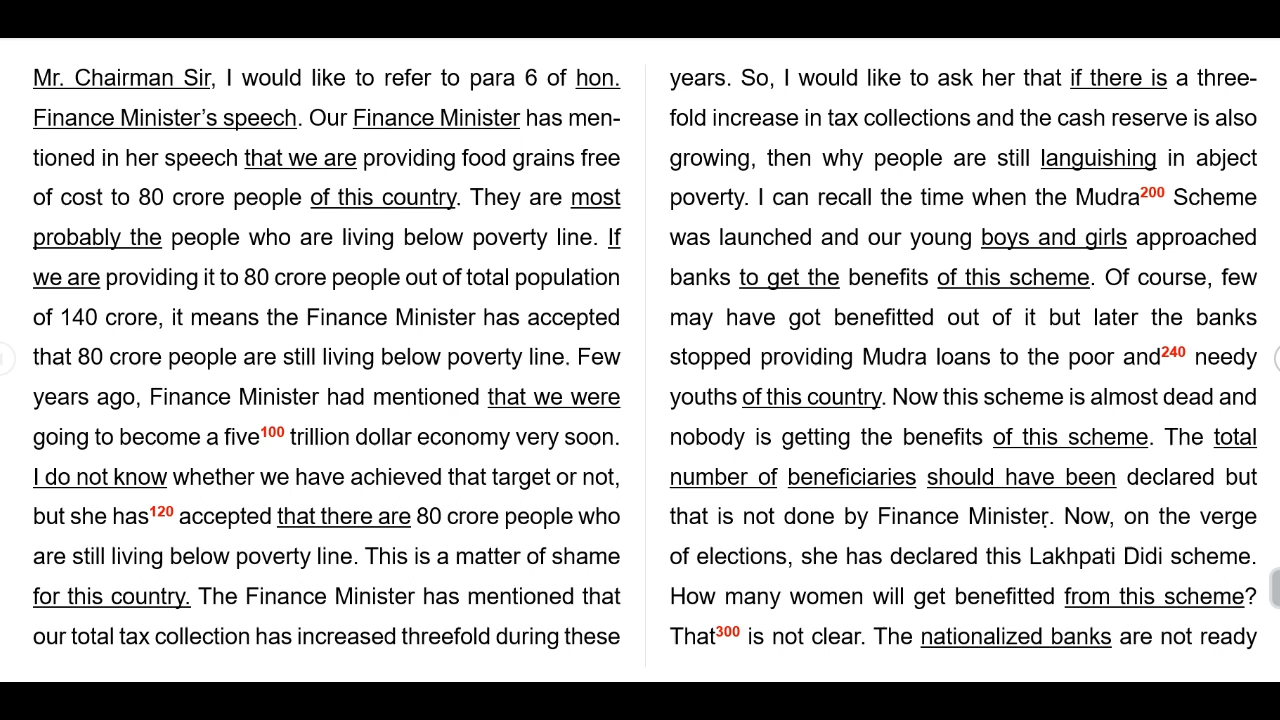 Mr. Chairman Sir, I would like to refer to para 6 of hon.
Finance Minister’s speech. Our Finance Minister has men-
tioned in her speech that we are providing food grains free
of cost to 80 crore people of this country. They are most
probably the people who are living below poverty line. If
we are providing it to 80 crore people out of total population
of 140 crore, it means the Finance Minister has accepted
that 80 crore people are still living below poverty line. Few
years ago, Finance Minister had mentioned that we were
going to become a five100 trillion dollar economy very soon.
I do not know whether we have achieved that target or not,
but she has120 accepted that there are 80 crore people who
are still living below poverty line. This is a matter of shame
for this country. The Finance Minister has mentioned that
our total tax collection has increased threefold during these
years. So, I would like to ask her that if there is a three-
fold increase in tax collections and the cash reserve is also
growing, then why people are still languishing in abject
poverty. I can recall the time when the Mudra200 Scheme
was launched and our young boys and girls approached
banks to get the benefits of this scheme. Of course, few
may have got benefitted out of it but later the banks
stopped providing Mudra loans to the poor and240 needy
youths of this country. Now this scheme is almost dead and
nobody is getting the benefits of this scheme. The total
number of beneficiaries should have been declared but
that is not done by Finance Minister. Now, on the verge
of elections, she has declared this Lakhpati Didi scheme.
How many women will get benefitted from this scheme?
That300 is not clear. The nationalized banks are not ready